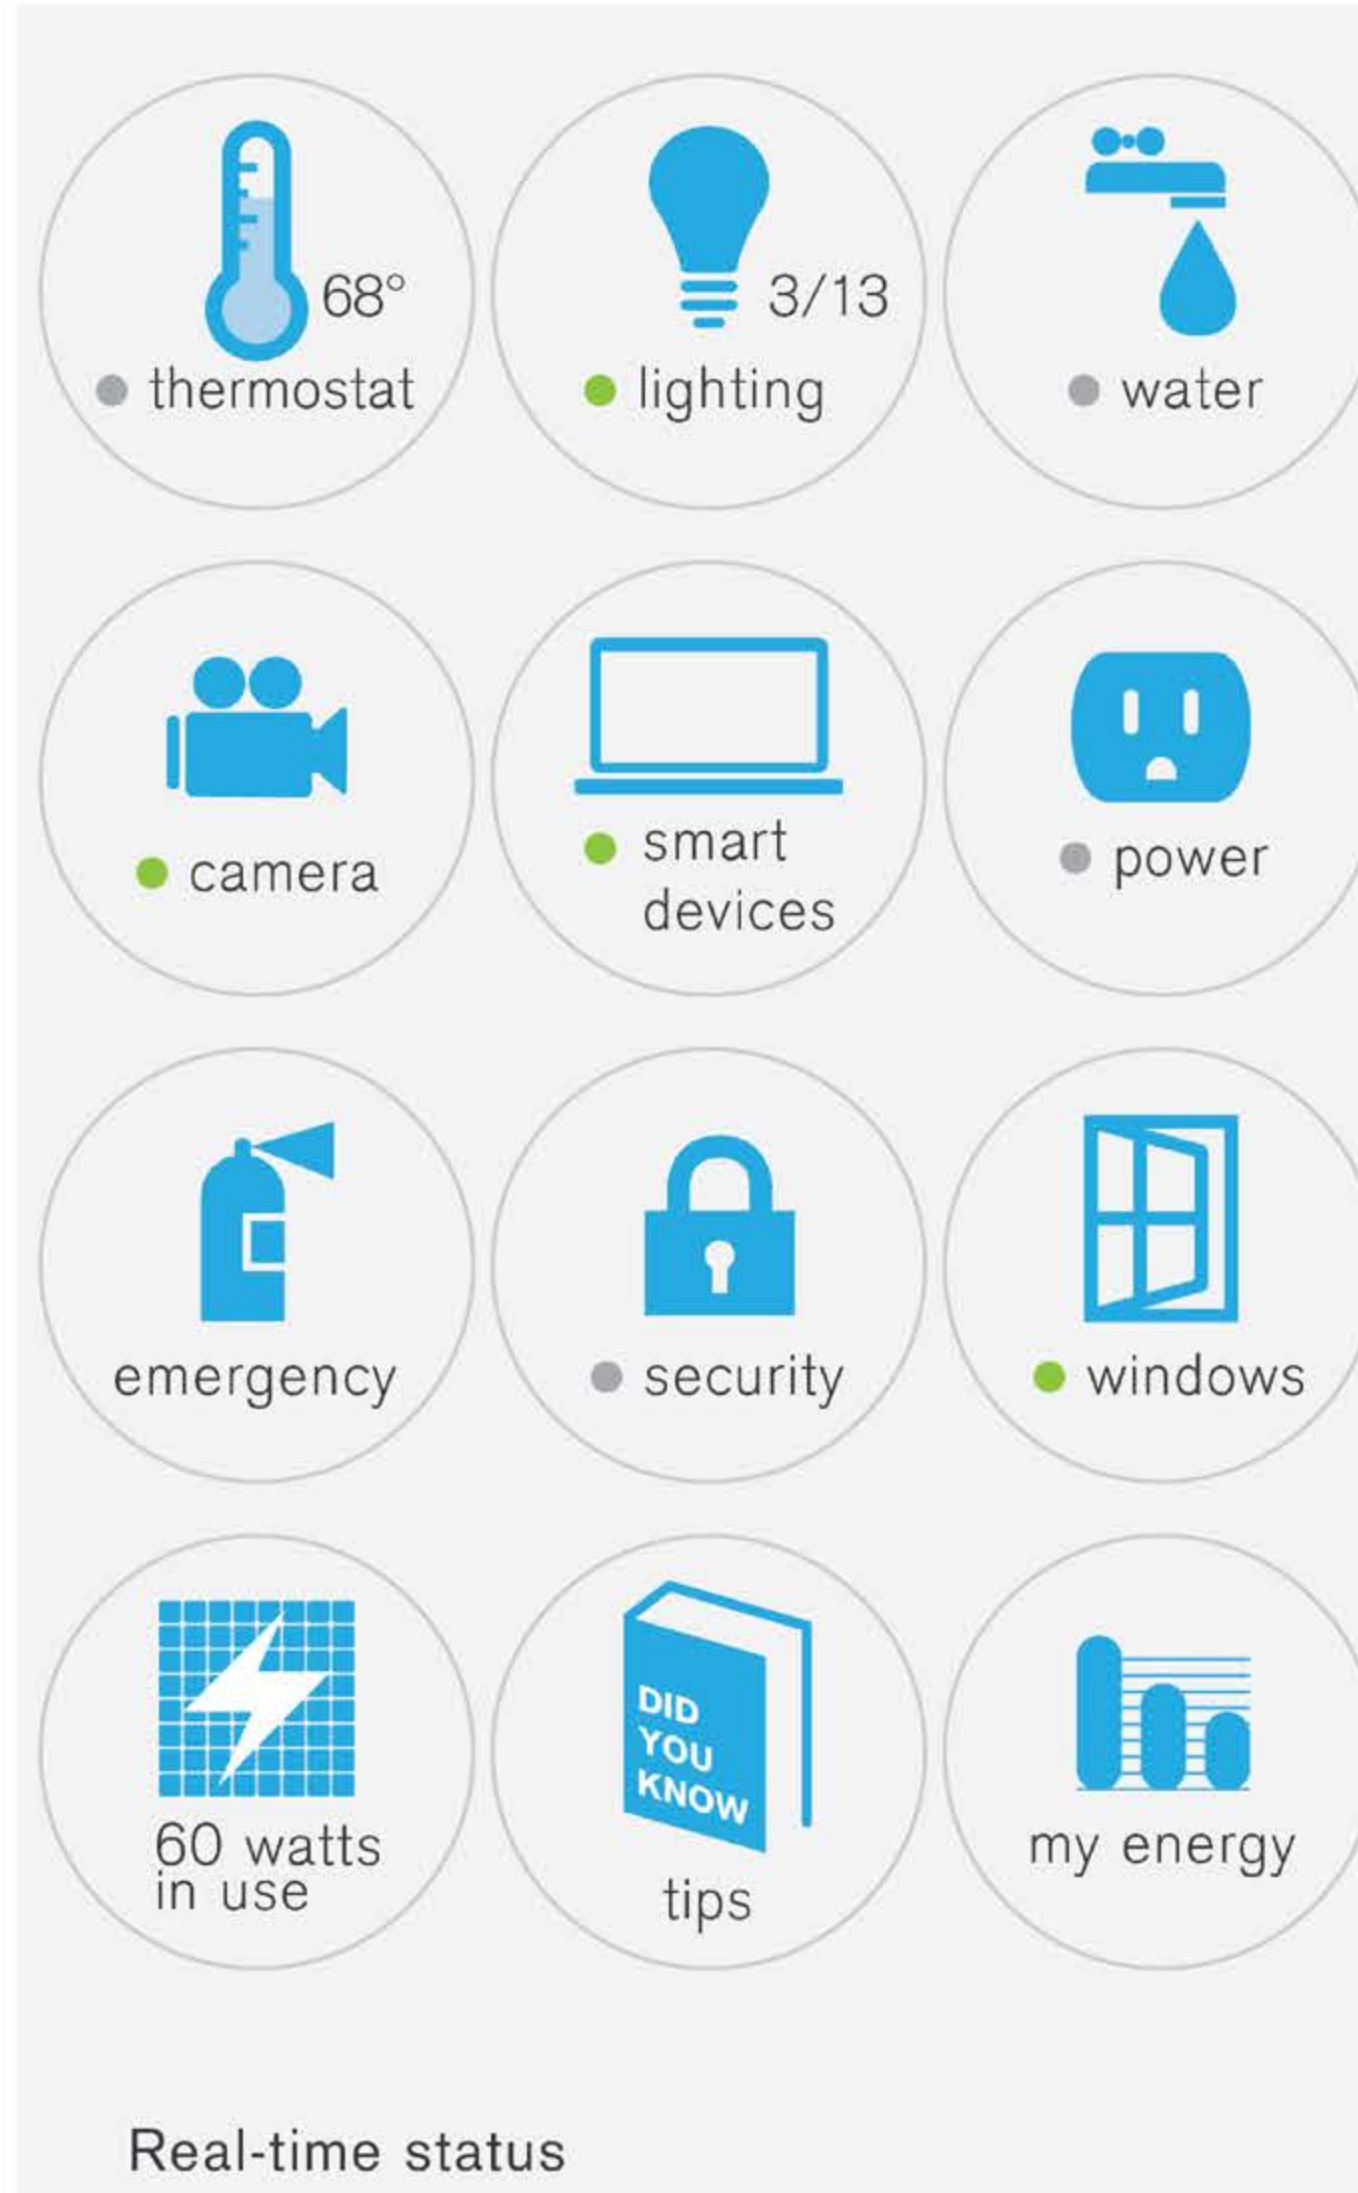 68°
thermostat
3/13
lighting
water
camera
smart
devices
power
emergency
security
windows
60 watts
in use
DID
YOU
KNOW
tips
my energy
Real-time status